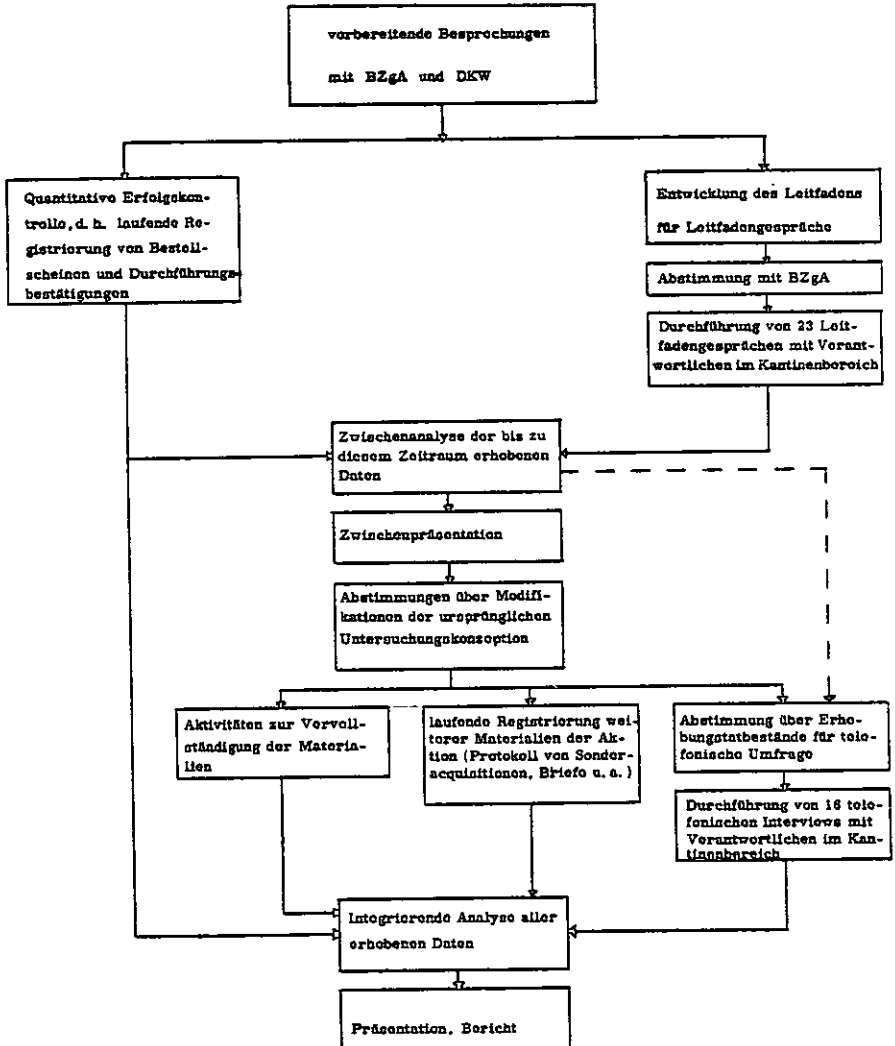 vorbereitende Besprechungen
mit BZgA und DKW
Quantitative Erfolgskon-
trolle, d. h. laufende Re-
gistrierung von Bestell-
scheinen und Durchführungs-
bestätigungen
Entwicklung des Leitfadens
für Leitfadengespräche
Abstimmung mit BZgA
Durchführung von 23 Leit-
fadengesprächen mit Verant-
wortlichen im Kantinenbereich
Zwischenanalyse der bis zu
diesem Zeitraum erhobenen
Daten
Zwischenpräsentation
Abstimmungen über Modifi-
kationen der ursprünglichen
Untersuchungskonzeption
Aktivitäten zur Vervoll-
ständigung der Materia-
lien
laufende Registrierung wei-
terer Materialien der Ak-
tion (Protokoll von Sonder-
acquisitionen, Briefe u. a.)
Abstimmung über Erhe-
bungstatbestände für tele-
fonische Umfrage
Durchführung von 16 tele-
fonischen Interviews mit
Verantwortlichen im Kan-
tinenbereich
Integrierende Analyse aller
erhobenen Daten
Präsentation, Bericht